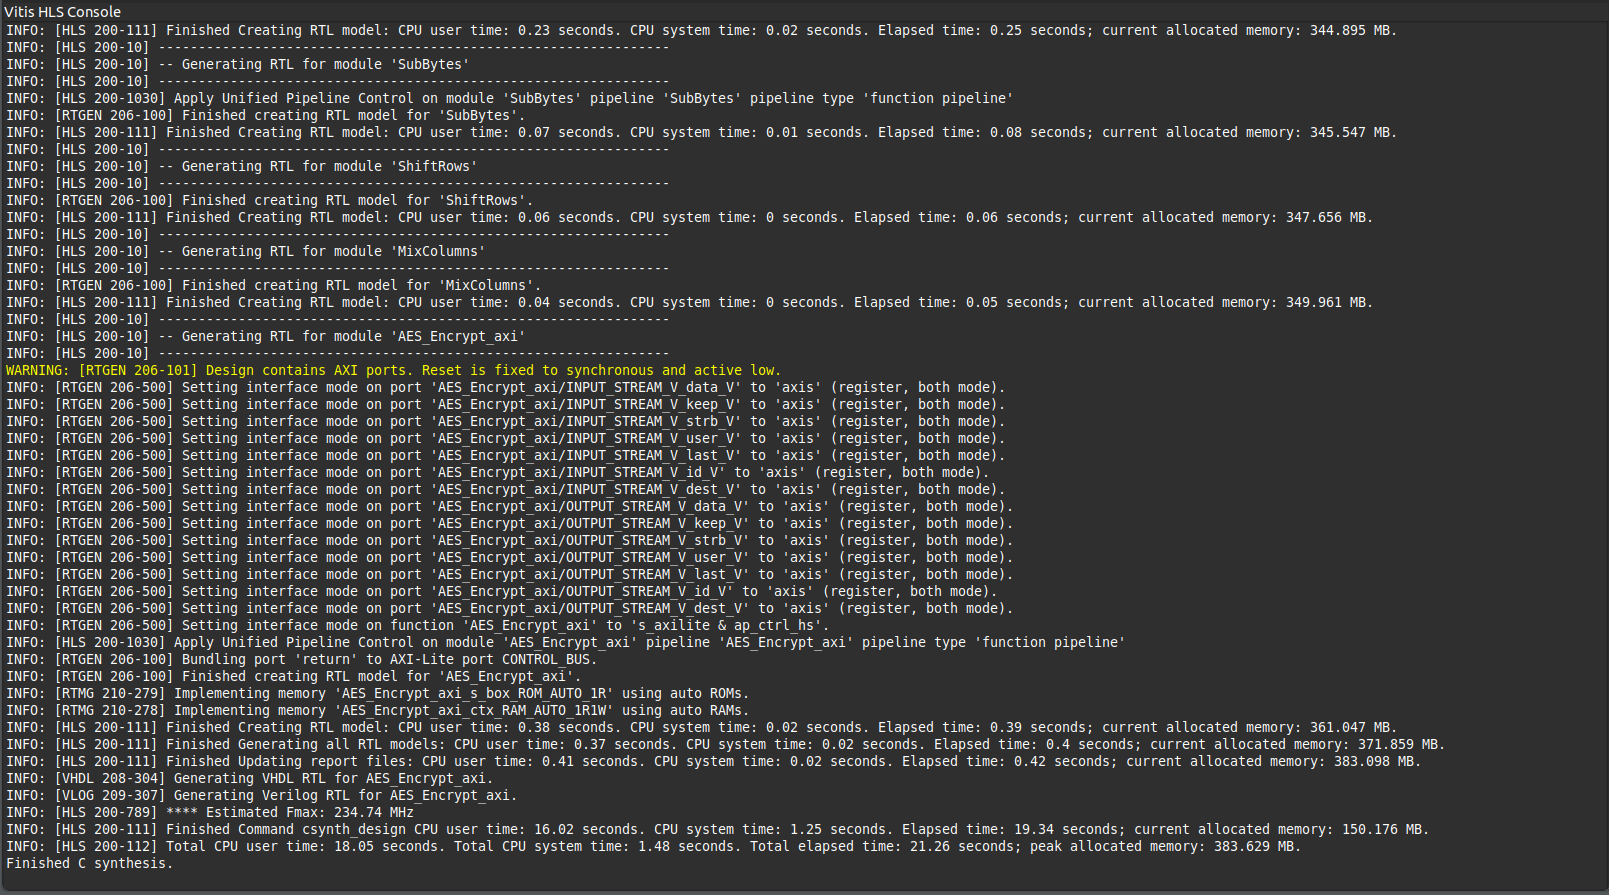 Vitis HLS Console
INFO: [HLS 200-111] Finished Creating RTL model: CPU user time: 0.23 seconds. CPU system time: 0.02 seconds. Elapsed time: 0.25 seconds; current allocated memory: 344.895 MB.
INFO: [HLS 200-10] ----------------------------------------------------------------
INFO: [HLS 200-10] -- Generating RTL for module 'SubBytes'
INFO: [HLS 200-10] ----------------------------------------------------------------
INFO: [HLS 200-1030] Apply Unified Pipeline Control on module 'SubBytes' pipeline 'SubBytes' pipeline type 'function pipeline'
INFO: [RTGEN 206-100] Finished creating RTL model for 'SubBytes'.
INFO: [HLS 200-111] Finished Creating RTL model: CPU user time: 0.07 seconds. CPU system time: 0.01 seconds. Elapsed time: 0.08 seconds; current allocated memory: 345.547 MB.
INFO: [HLS 200-10] ----------------------------------------------------------------
INFO: [HLS 200-10] -- Generating RTL for module 'ShiftRows'
INFO: [HLS 200-10] ----------------------------------------------------------------
INFO: [RTGEN 206-100] Finished creating RTL model for 'ShiftRows'.
INFO: [HLS 200-111] Finished Creating RTL model: CPU user time: 0.06 seconds. CPU system time: 0 seconds. Elapsed time: 0.06 seconds; current allocated memory: 347.656 MB.
INFO: [HLS 200-10] ----------------------------------------------------------------
INFO: [HLS 200-10] -- Generating RTL for module 'MixColumns'
INFO: [HLS 200-10] ----------------------------------------------------------------
INFO: [RTGEN 206-100] Finished creating RTL model for 'MixColumns'.
INFO: [HLS 200-111] Finished Creating RTL model: CPU user time: 0.04 seconds. CPU system time: 0 seconds. Elapsed time: 0.05 seconds; current allocated memory: 349.961 MB.
INFO: [HLS 200-10] ----------------------------------------------------------------
INFO: [HLS 200-10] -- Generating RTL for module 'AES_Encrypt_axi'
INFO: [HLS 200-10] ----------------------------------------------------------------
WARNING: [RTGEN 206-101] Design contains AXI ports. Reset is fixed to synchronous and active low.
INFO: [RTGEN 206-500] Setting interface mode on port 'AES_Encrypt_axi/INPUT_STREAM_V_data_V' to 'axis' (register, both mode).
INFO: [RTGEN 206-500] Setting interface mode on port 'AES_Encrypt_axi/INPUT_STREAM_V_keep_V' to 'axis' (register, both mode).
INFO: [RTGEN 206-500] Setting interface mode on port 'AES_Encrypt_axi/INPUT_STREAM_V_strb_V' to 'axis' (register, both mode).
INFO: [RTGEN 206-500] Setting interface mode on port 'AES_Encrypt_axi/INPUT_STREAM_V_user_V' to 'axis' (register, both mode).
INFO: [RTGEN 206-500] Setting interface mode on port 'AES_Encrypt_axi/INPUT_STREAM_V_last_V' to 'axis' (register, both mode).
INFO: [RTGEN 206-500] Setting interface mode on port 'AES_Encrypt_axi/INPUT_STREAM_V_id_V' to 'axis' (register, both mode).
INFO: [RTGEN 206-500] Setting interface mode on port 'AES_Encrypt_axi/INPUT_STREAM_V_dest_V' to 'axis' (register, both mode).
INFO: [RTGEN 206-500] Setting interface mode on port 'AES_Encrypt_axi/OUTPUT_STREAM_V_data_V' to 'axis' (register, both mode).
INFO: [RTGEN 206-500] Setting interface mode on port 'AES_Encrypt_axi/OUTPUT_STREAM_V_keep_V' to 'axis' (register, both mode).
INFO: [RTGEN 206-500] Setting interface mode on port 'AES_Encrypt_axi/OUTPUT_STREAM_V_strb_V' to 'axis' (register, both mode).
INFO: [RTGEN 206-500] Setting interface mode on port 'AES_Encrypt_axi/OUTPUT_STREAM_V_user_V' to 'axis' (register, both mode).
INFO: [RTGEN 206-500] Setting interface mode on port 'AES_Encrypt_axi/OUTPUT_STREAM_V_last_V' to 'axis' (register, both mode).
INFO: [RTGEN 206-500] Setting interface mode on port 'AES_Encrypt_axi/OUTPUT_STREAM_V_id_V' to 'axis' (register, both mode).
INFO: [RTGEN 206-500] Setting interface mode on port 'AES_Encrypt_axi/OUTPUT_STREAM_V_dest_V' to 'axis' (register, both mode).
INFO: [RTGEN 206-500] Setting interface mode on function 'AES_Encrypt_axi' to 's_axilite & ap_ctrl_hs'.
INFO: [HLS 200-1030] Apply Unified Pipeline Control on module 'AES_Encrypt_axi' pipeline 'AES_Encrypt_axi' pipeline type 'function pipeline'
INFO: [RTGEN 206-100] Bundling port 'return' to AXI-Lite port CONTROL_BUS.
INFO: [RTGEN 206-100] Finished creating RTL model for 'AES_Encrypt_axi'.
INFO: [RTMG 210-279] Implementing memory 'AES_Encrypt_axi_s_box_ROM_AUTO_1R' using auto ROMs.
INFO: [RTMG 210-278] Implementing memory 'AES_Encrypt_axi_ctx_RAM_AUTO_1R1W' using auto RAMs.
INFO: [HLS 200-111] Finished Creating RTL model: CPU user time: 0.38 seconds. CPU system time: 0.02 seconds. Elapsed time: 0.39 seconds; current allocated memory: 361.047 MB.
INFO: [HLS 200-111] Finished Generating all RTL models: CPU user time: 0.37 seconds. CPU system time: 0.02 seconds. Elapsed time: 0.4 seconds; current allocated memory: 371.859 MB.
INFO: [HLS 200-111] Finished Updating report files: CPU user time: 0.41 seconds. CPU system time: 0.02 seconds. Elapsed time: 0.42 seconds; current allocated memory: 383.098 MB.
INFO: [VHDL 208-304] Generating VHDL RTL for AES_Encrypt_axi.
INFO: [VLOG 209-307] Generating Verilog RTL for AES_Encrypt_axi.
INFO: [HLS 200-789] **** Estimated Fmax: 234.74 MHz
INFO: [HLS 200-111] Finished Command csynth_design CPU user time: 16.02 seconds. CPU system time: 1.25 seconds. Elapsed time: 19.34 seconds; current allocated memory: 150.176 MB.
INFO: [HLS 200-112] Total CPU user time: 18.05 seconds. Total CPU system time: 1.48 seconds. Total elapsed time: 21.26 seconds; peak allocated memory: 383.629 MB.
Finished C synthesis.